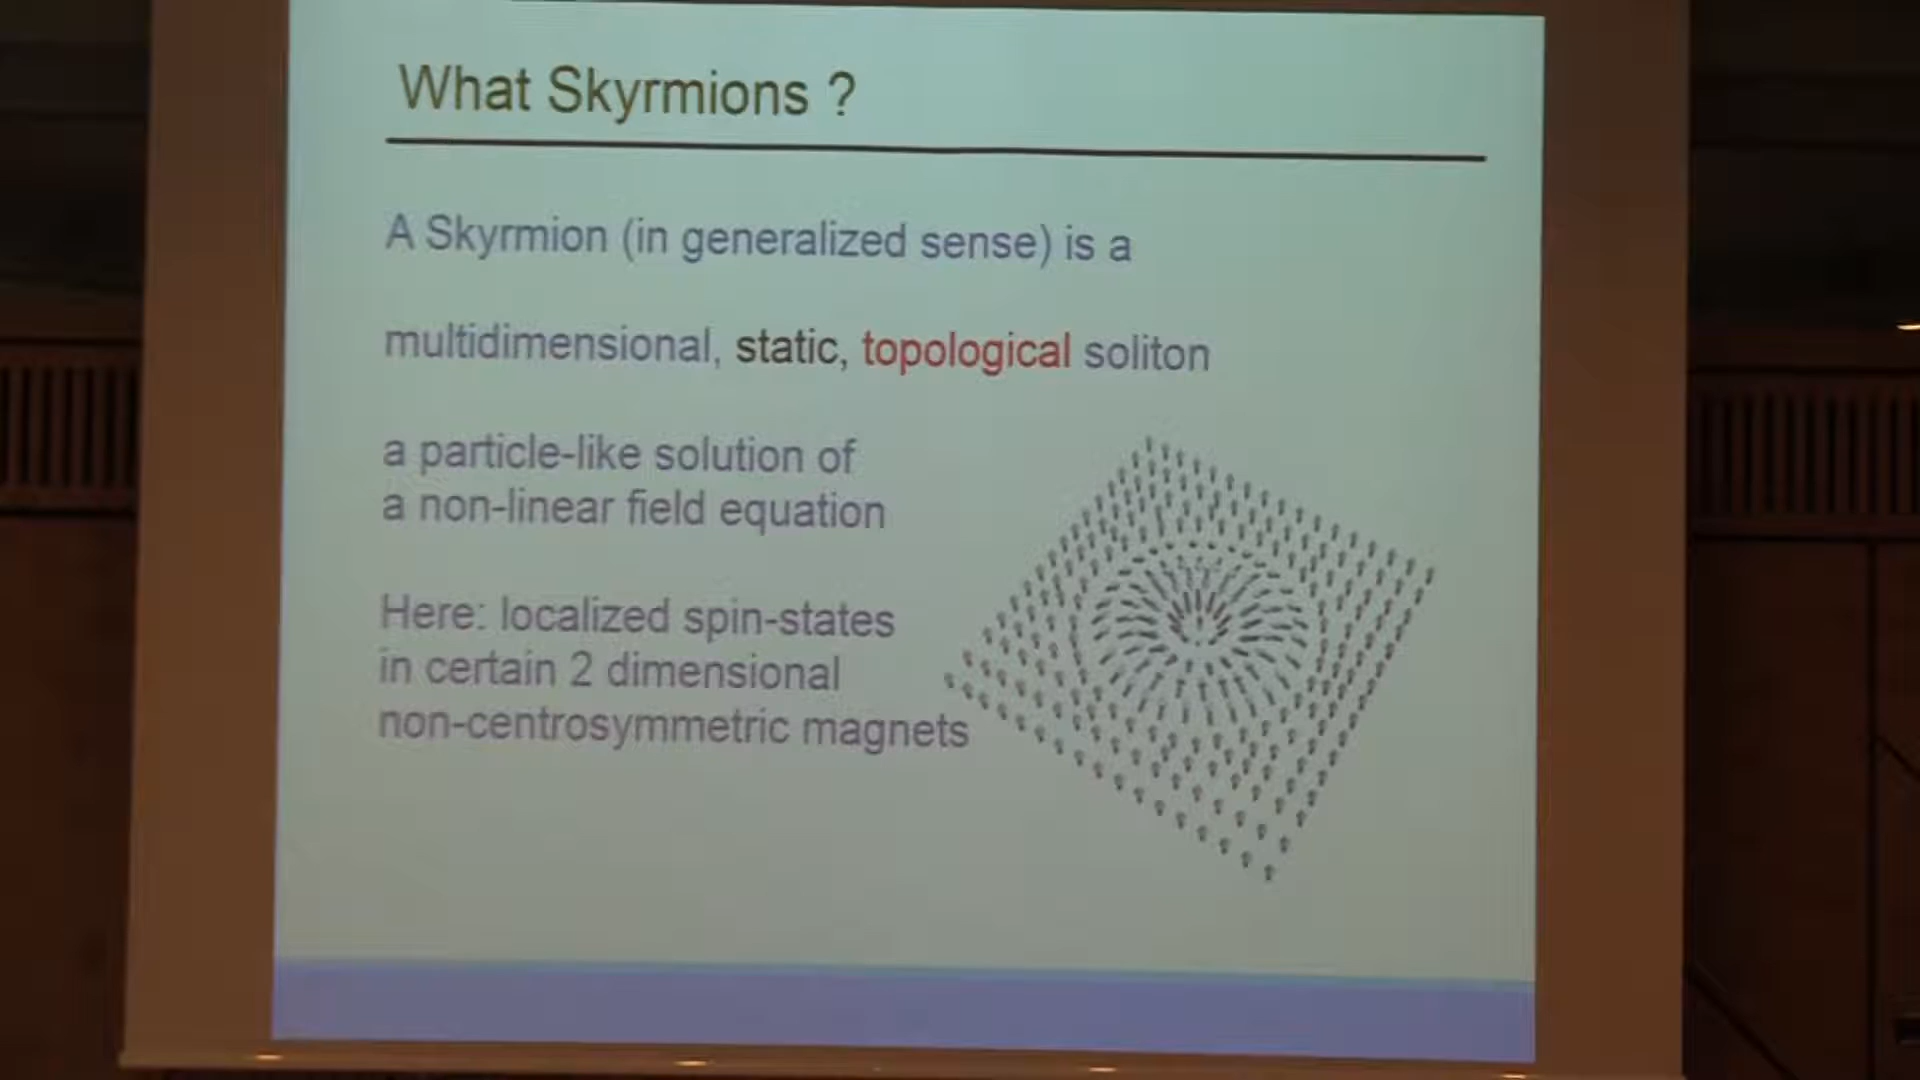 What Skyrmions ?
A Skyrmion (in generalized sense) is a
multidimensional, static, topological soliton
a particle-like solution of
a non-linear field equation
Here: localized spin-states
in certain 2 dimensional
non-centrosymmetric magnets